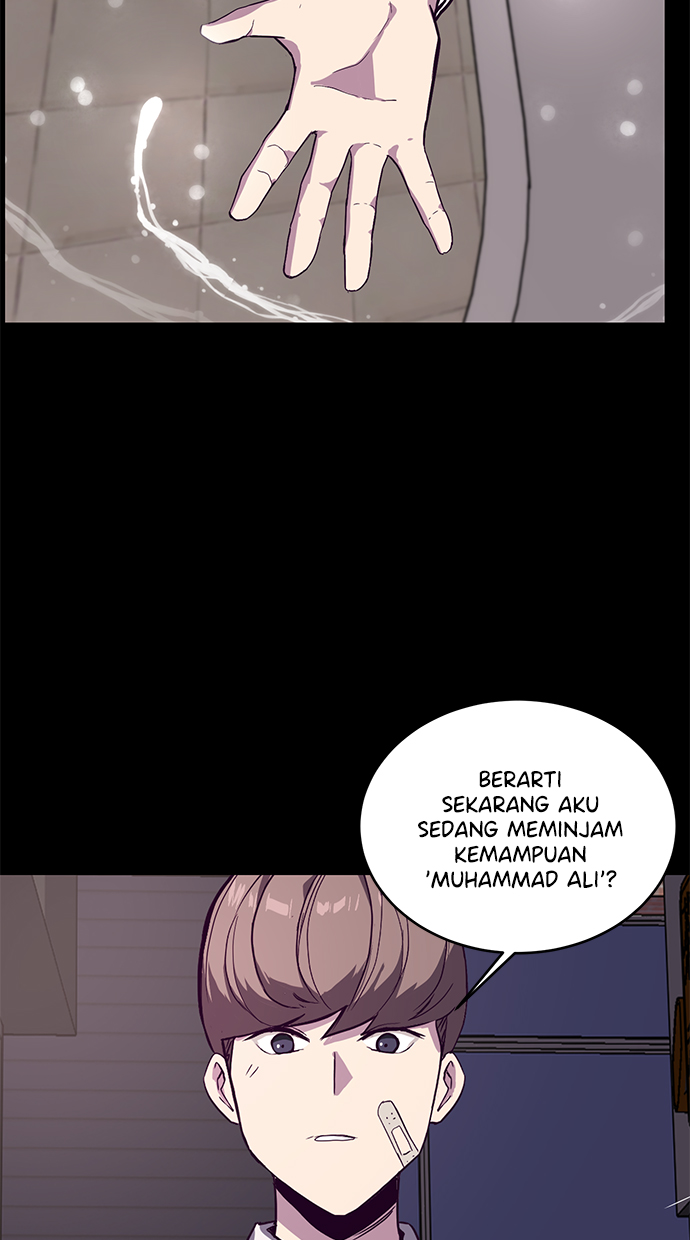 BERARTI
SEKARANG AKU
SEDANG MEMINJAM
KEMAMPUAN
'MUHAMMAD ALI'?